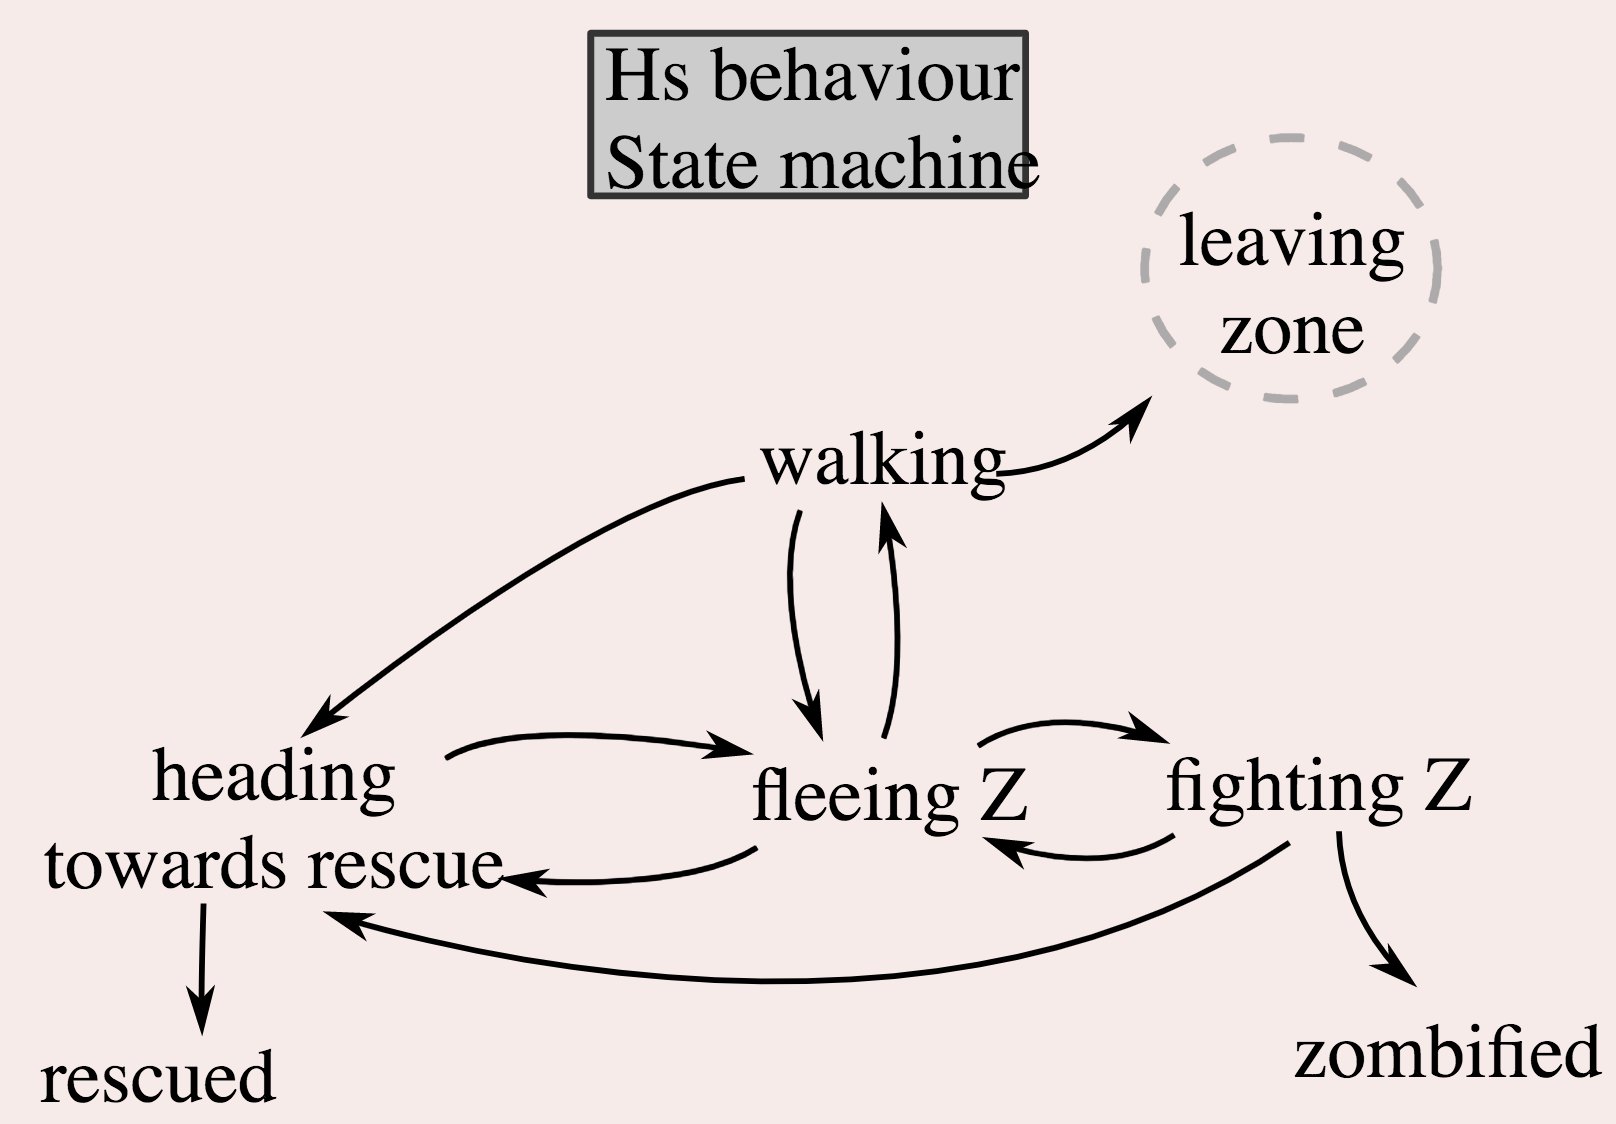 Hs behaviour
State machine
leaving
zone
walking
heading
towards rescue
fleeing Z
fighting Z
rescued
zombified